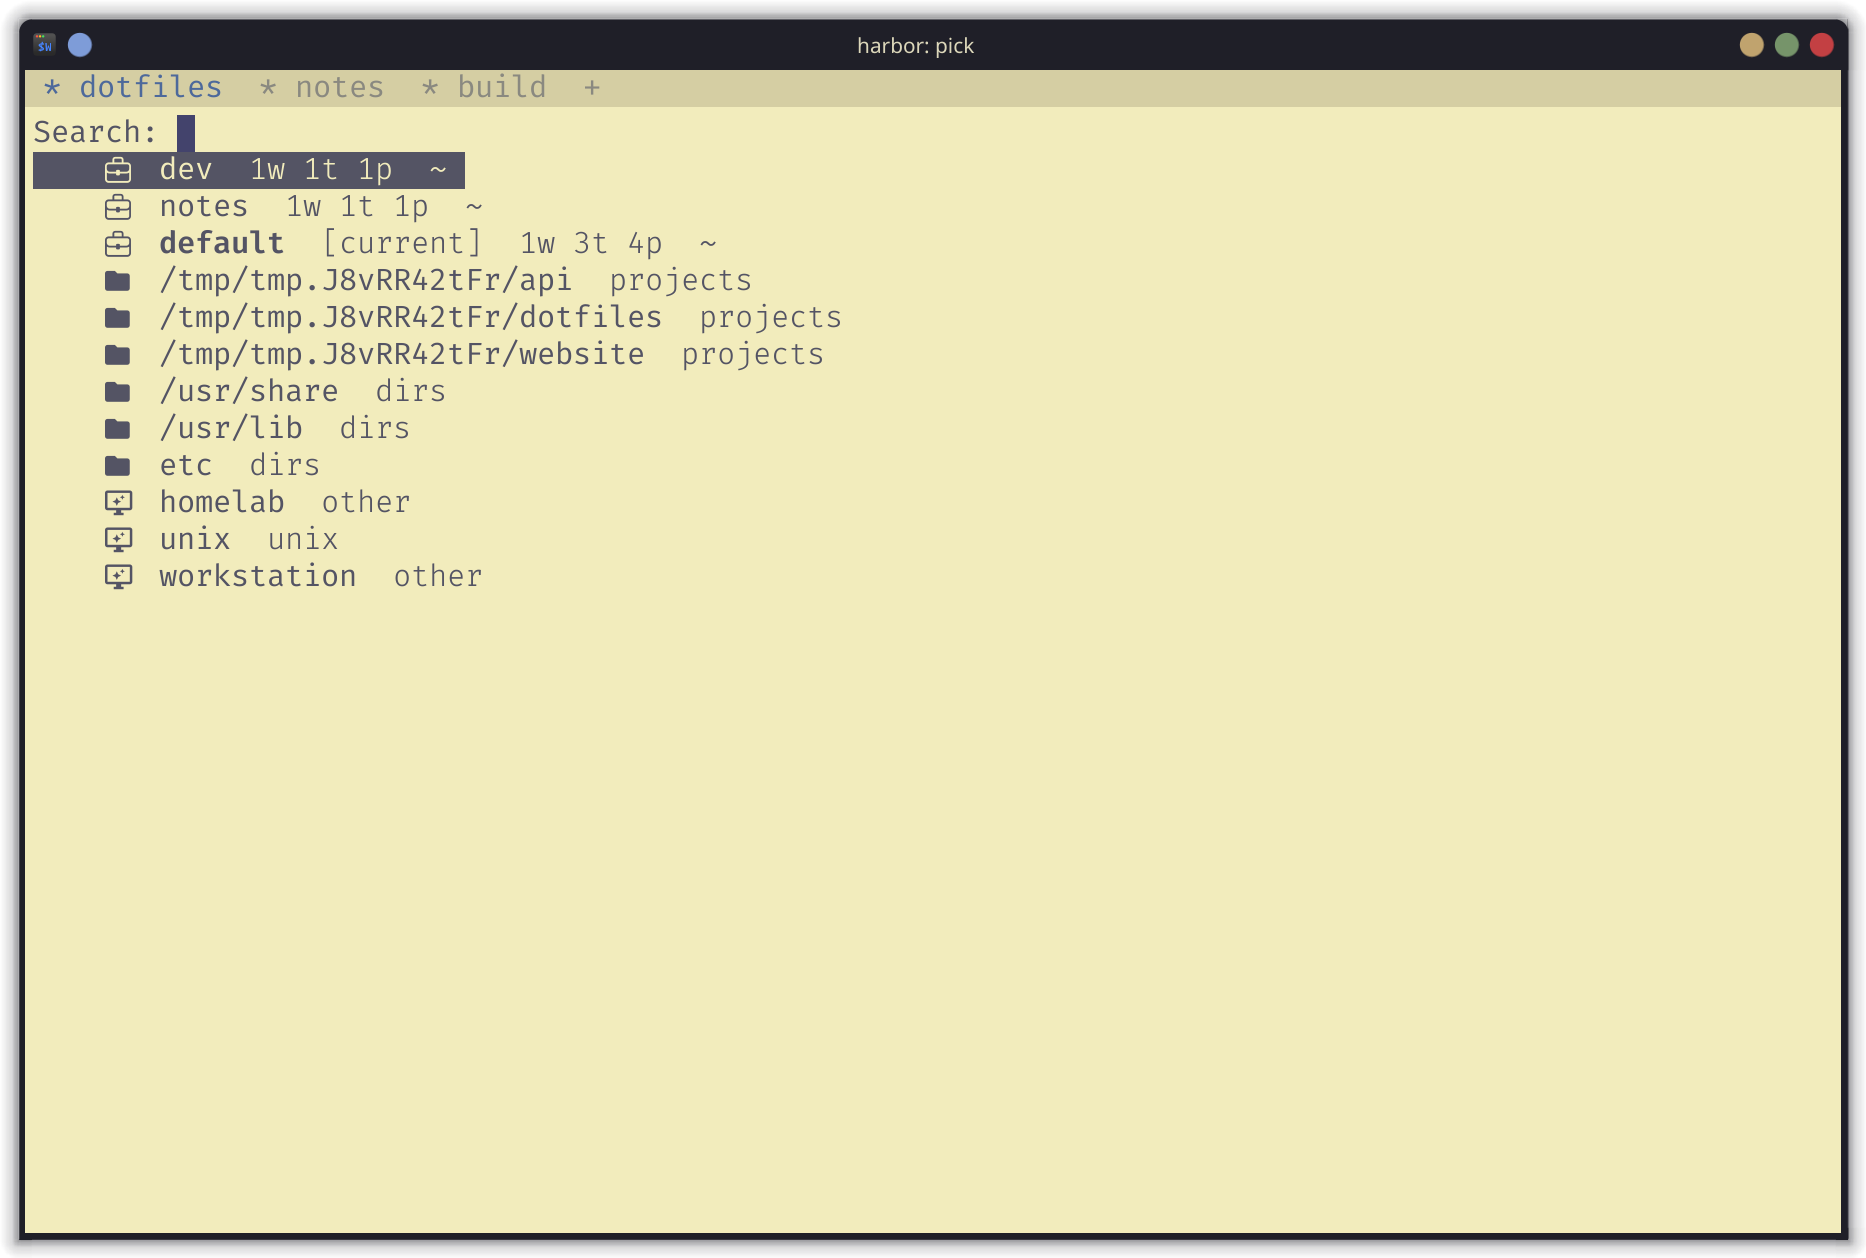 $W
harbor: pick
* dotfiles * notes * build +
Search:
dev 1w 1t 1p ~
notes 1w 1t 1p ~
default [current] 1w 3t 4p ~
/tmp/tmp.J8vRR42tFr/api projects
/tmp/tmp.J8vRR42tFr/dotfiles projects
/tmp/tmp.J8vRR42tFr/website projects
/usr/share dirs
/usr/lib dirs
etc dirs
homelab other
unix unix
workstation other